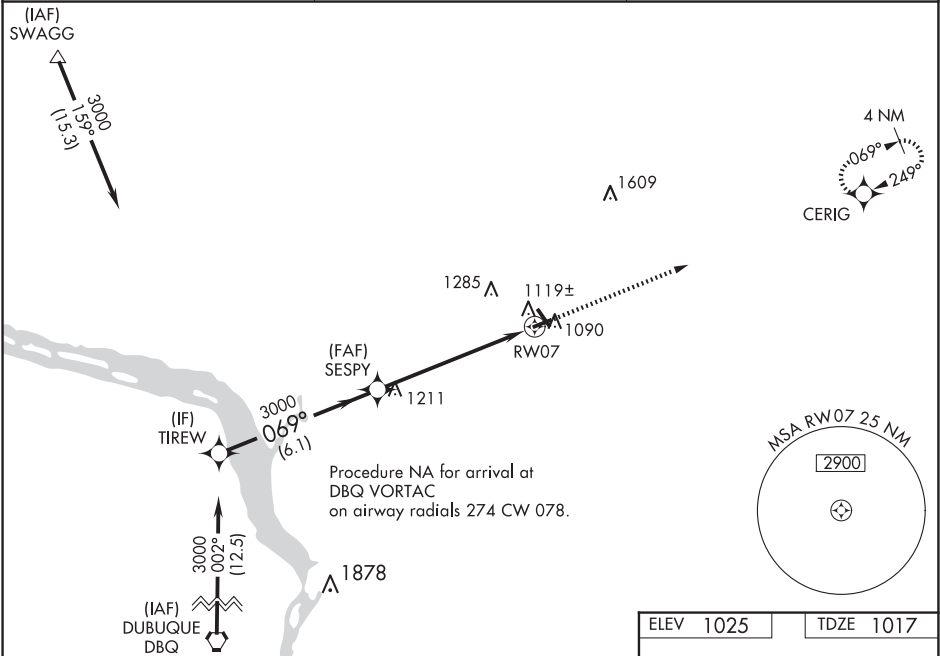 (IAF)
SWAGG
3000
159°
(15.3)
4 NM
069°
249°
CERIG
1609
1285
1119±
1090
RW07
(FAF)
SESPY
1211
3000
069°
(6.1)
(IF)
TIREW
Procedure NA for arrival at
DBQ VORTAC
on airway radials 274 CW 078.
MSA RW07 25 NM
2900
3000
002°
(12.5)
1878
(IAF)
DUBUQUE
DBQ
ELEV 1025
TDZE 1017